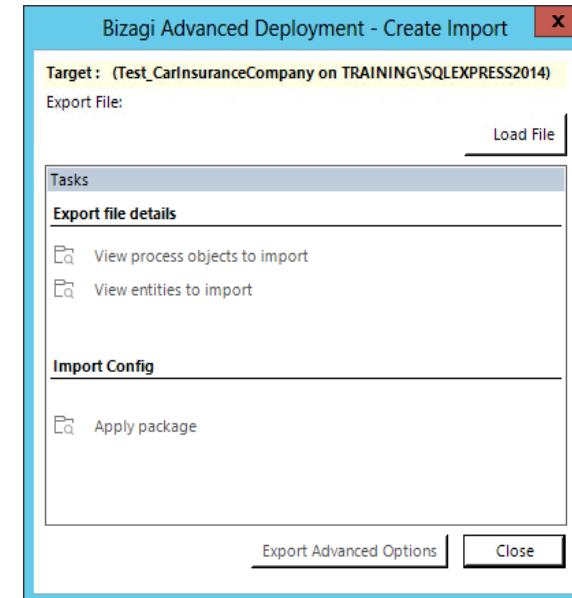 Bizagi Advanced Deployment - Create Import
x
Target : (Test_CarInsuranceCompany on TRAINING\SQLEXPRESS2014)
Export File:
Load File
Tasks
Export file details
View process objects to import
View entities to import
Import Config
Apply package
Export Advanced Options Close